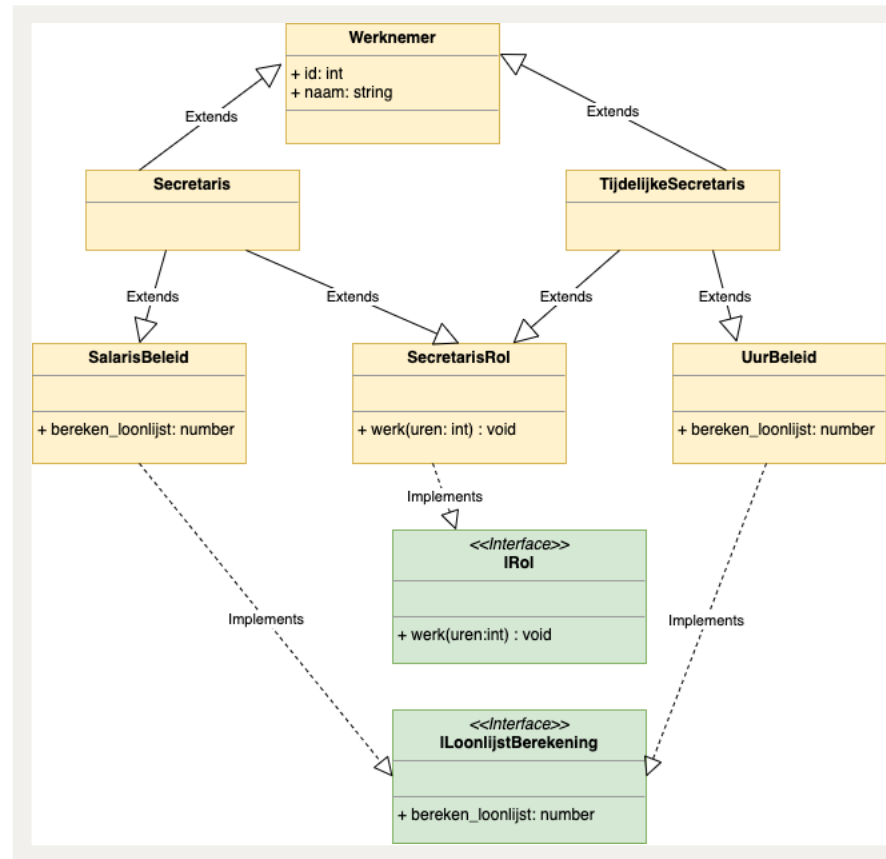 Werknemer
+ id: int
+ naam: string
Extends
Extends
Secretaris
TijdelijkeSecretaris
Extends
Extends
Extends
Extends
SalarisBeleid
SecretarisRol
UurBeleid
+ bereken_loonlijst: number
+ werk(uren: int) : void
+ bereken_loonlijst: number
Implements
<<Interface>>
IRol
+ werk(uren:int) : void
Implements
Implements
<<Interface>>
ILoonlijstBerekening
+ bereken_loonlijst: number